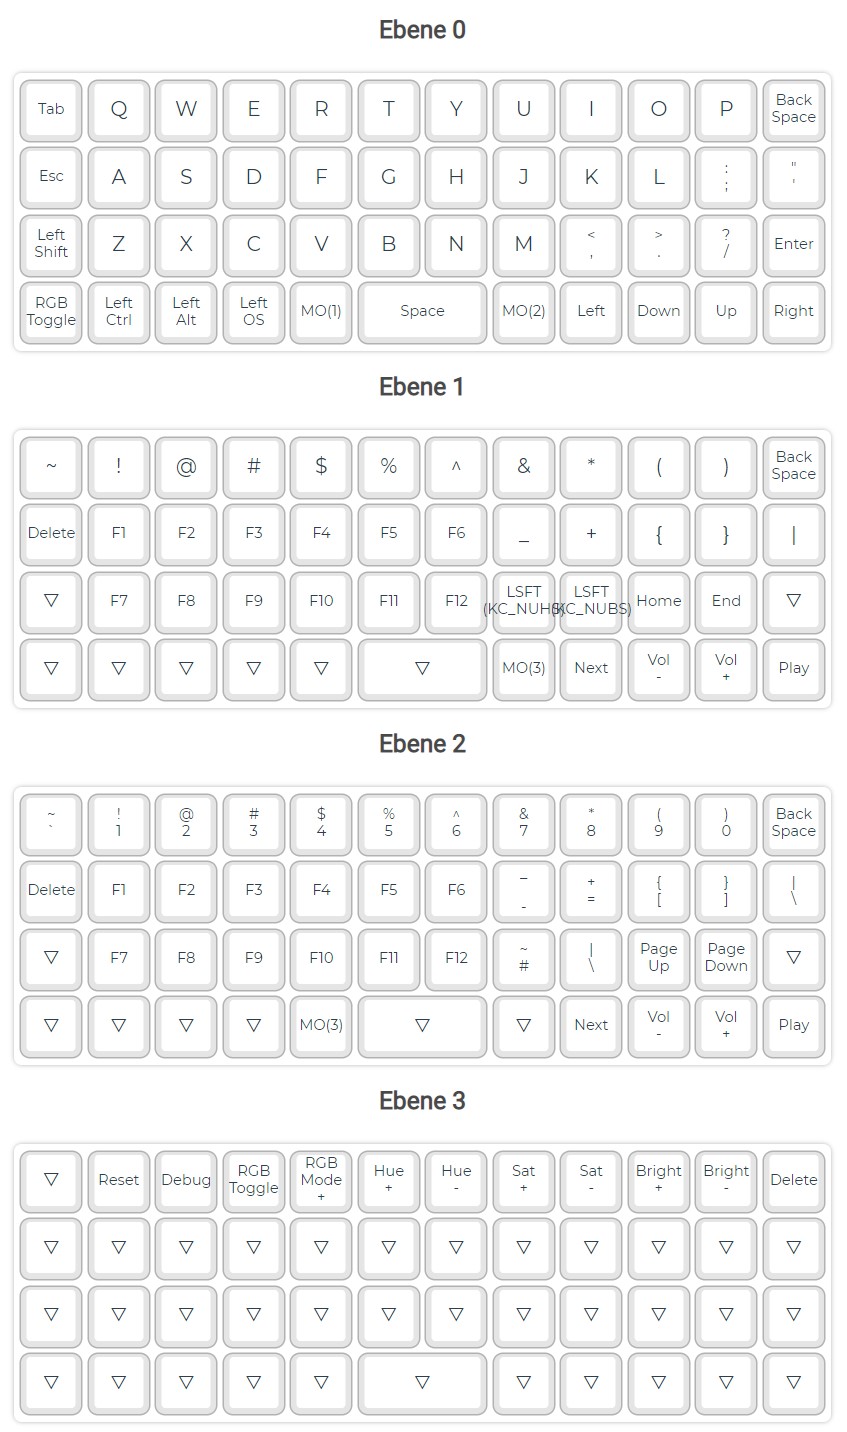 Ebene 0
Tab Q W E R T Y U I O P Back Space
Esc A S D F G H J K L : ; " '
Left Shift Z X C V B N M < , > . ? / Enter
RGB Toggle Left Ctrl Left Alt Left OS MO(1) Space MO(2) Left Down Up Right
Ebene 1
~ ! @ # $ % ^ & * ( ) Back Space
Delete F1 F2 F3 F4 F5 F6 _ + { } |
▽ F7 F8 F9 F10 F11 F12 LSFT (KC_NUHS) LSFT (KC_NUBS) Home End ▽
▽ ▽ ▽ ▽ ▽ ▽ MO(3) Next Vol - Vol + Play
Ebene 2
~ ` ! 1 @ 2 # 3 $ 4 % 5 ^ 6 & 7 * 8 ( 9 ) 0 Back Space
Delete F1 F2 F3 F4 F5 F6 _ - + = { [ } ] | \
▽ F7 F8 F9 F10 F11 F12 ~ # | \ Page Up Page Down ▽
▽ ▽ ▽ ▽ MO(3) ▽ ▽ Next Vol - Vol + Play
Ebene 3
▽ Reset Debug RGB Toggle RGB Mode + Hue + Hue - Sat + Sat - Bright + Bright - Delete
▽ ▽ ▽ ▽ ▽ ▽ ▽ ▽ ▽ ▽ ▽ ▽
▽ ▽ ▽ ▽ ▽ ▽ ▽ ▽ ▽ ▽ ▽ ▽
▽ ▽ ▽ ▽ ▽ ▽ ▽ ▽ ▽ ▽ ▽